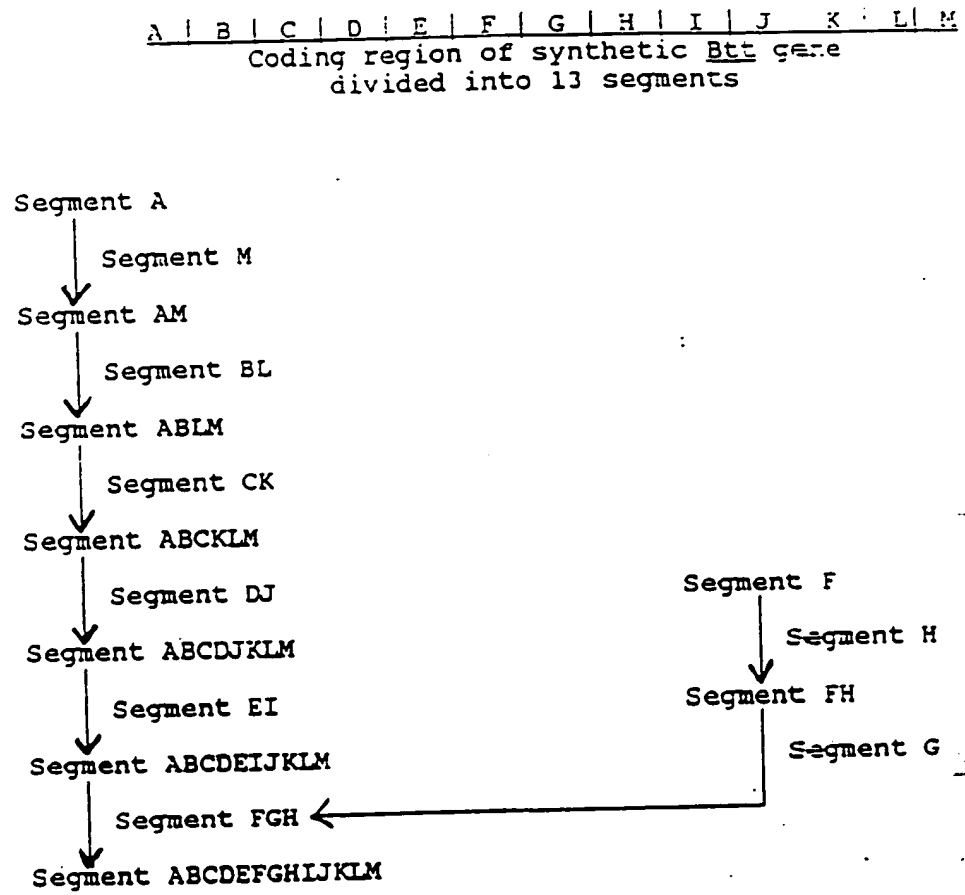 A | B | C | D | E | F | G | H | I | J K L | M
Coding region of synthetic Btt gene
divided into 13 segments
Segment A
Segment M
Segment AM
Segment BL
Segment ABLM
Segment CK
Segment ABCKLM
Segment DJ
Segment ABCDJKLM
Segment EI
Segment ABCDEIJKLM
Segment FGH
Segment ABCDEFGHIJKLM
Segment F
Segment H
Segment FH
Segment G